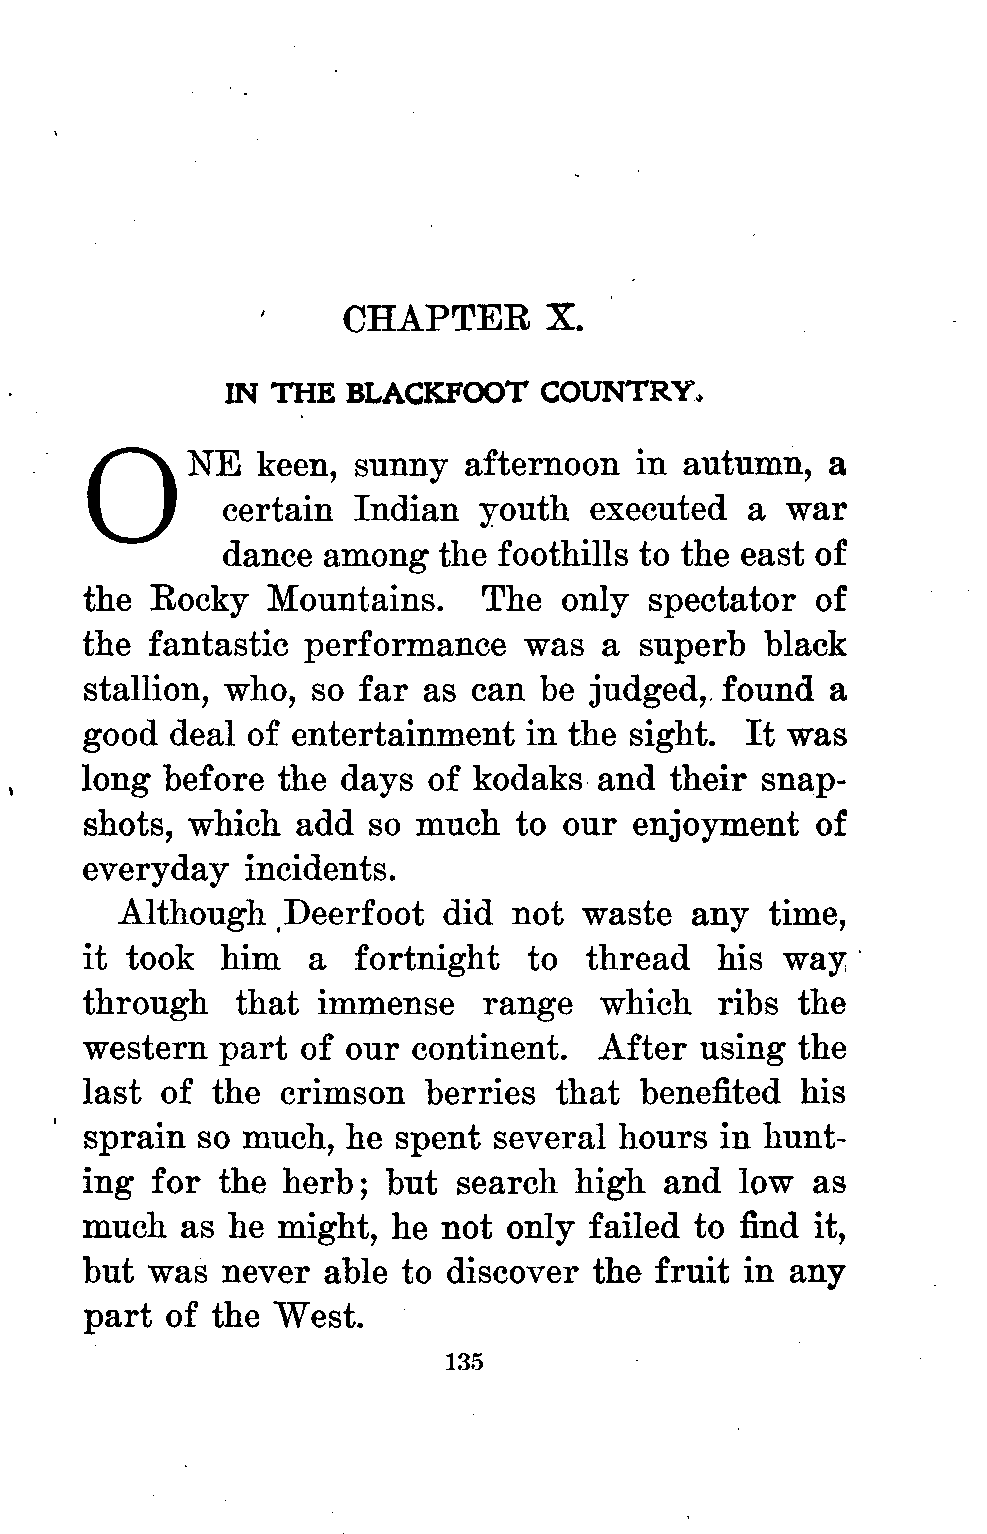 CHAPTER X.
IN THE BLACKFOOT COUNTRY.
ONE keen, sunny afternoon in autumn, a
certain Indian youth executed a war
dance among the foothills to the east of
the Rocky Mountains. The only spectator of
the fantastic performance was a superb black
stallion, who, so far as can be judged, found a
good deal of entertainment in the sight. It was
long before the days of kodaks and their snap-
shots, which add so much to our enjoyment of
everyday incidents.
Although Deerfoot did not waste any time,
it took him a fortnight to thread his way
through that immense range which ribs the
western part of our continent. After using the
last of the crimson berries that benefited his
sprain so much, he spent several hours in hunt-
ing for the herb; but search high and low as
much as he might, he not only failed to find it,
but was never able to discover the fruit in any
part of the West.
135